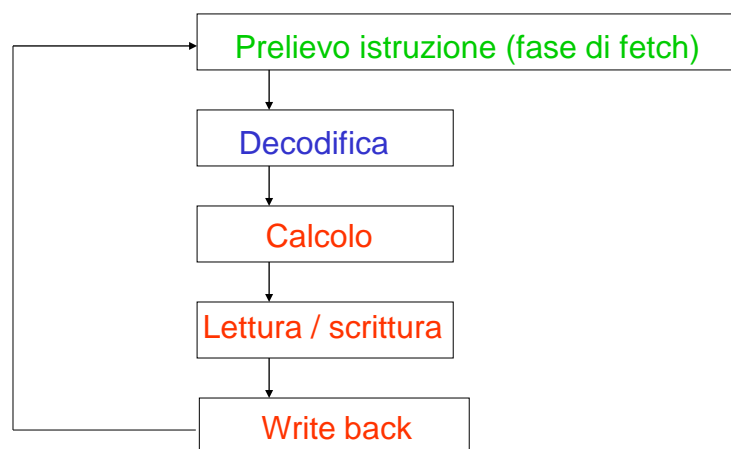 Prelievo istruzione (fase di fetch)
Decodifica
Calcolo
Lettura / scrittura
Write back